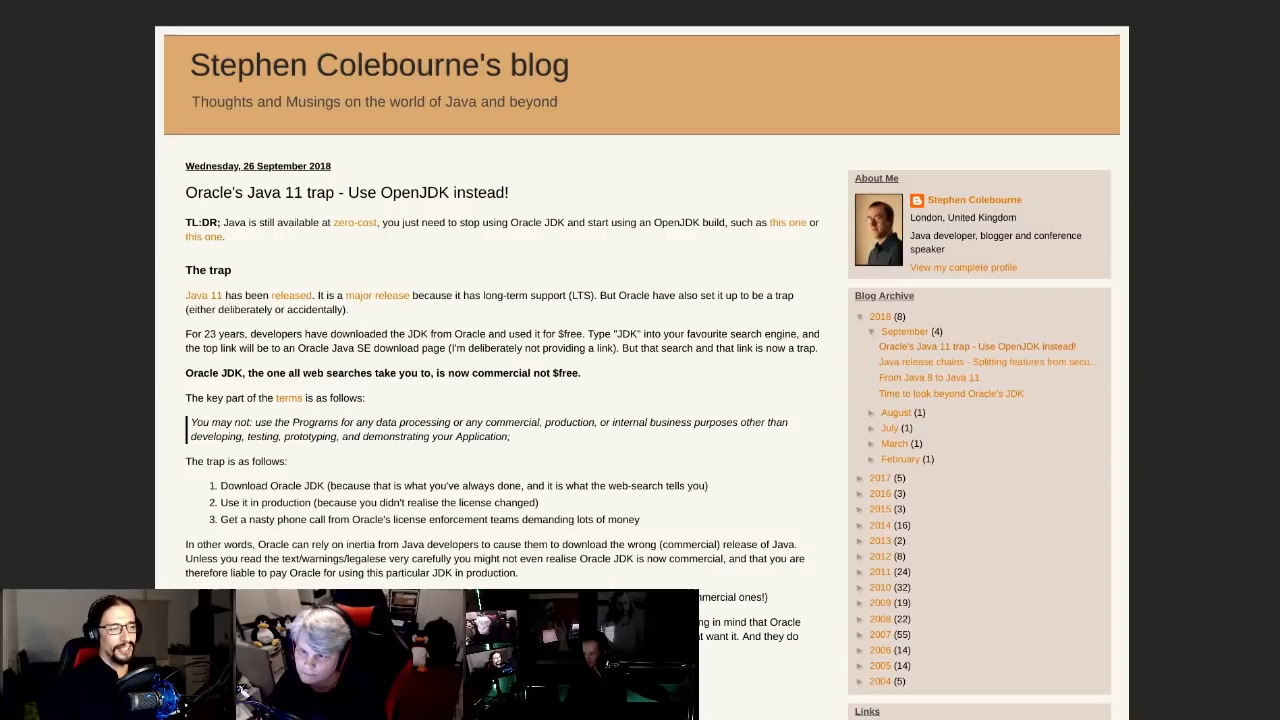 Stephen Colebourne's blog
Thoughts and Musings on the world of Java and beyond
Wednesday, 26 September 2018
Oracle's Java 11 trap - Use OpenJDK instead!
TL:DR; Java is still available at zero-cost, you just need to stop using Oracle JDK and start using an OpenJDK build, such as this one or
this one.
The trap
Java 11 has been released. It is a major release because it has long-term support (LTS). But Oracle have also set it up to be a trap
(either deliberately or accidentally).
For 23 years, developers have downloaded the JDK from Oracle and used it for $free. Type "JDK" into your favourite search engine, and
the top link will be to an Oracle Java SE download page (I'm deliberately not providing a link). But that search and that link is now a trap.
Oracle JDK, the one all web searches take you to, is now commercial not $free.
The key part of the terms is as follows:
You may not: use the Programs for any data processing or any commercial, production, or internal business purposes other than
developing, testing, prototyping, and demonstrating your Application;
The trap is as follows:
1. Download Oracle JDK (because that is what you've always done, and it is what the web-search tells you)
2. Use it in production (because you didn't realise the license changed)
3. Get a nasty phone call from Oracle's license enforcement teams demanding lots of money
In other words, Oracle can rely on inertia from Java developers to cause them to download the wrong (commercial) release of Java.
Unless you read the text/warnings/legalese very carefully you might not even realise Oracle JDK is now commercial, and that you are
therefore liable to pay Oracle for using this particular JDK in production.
mercial ones!)
ng in mind that Oracle
t want it. And they do
About Me
Stephen Colebourne
London, United Kingdom
Java developer, blogger and conference
speaker
View my complete profile
Blog Archive
▼ 2018 (8)
▼ September (4)
Oracle's Java 11 trap - Use OpenJDK instead!
Java release chains - Splitting features from secu...
From Java 8 to Java 11
Time to look beyond Oracle's JDK
► August (1)
► July (1)
► March (1)
► February (1)
► 2017 (5)
► 2016 (3)
► 2015 (3)
► 2014 (16)
► 2013 (2)
► 2012 (8)
► 2011 (24)
► 2010 (32)
► 2009 (19)
► 2008 (22)
► 2007 (55)
► 2006 (14)
► 2005 (14)
► 2004 (5)
Links